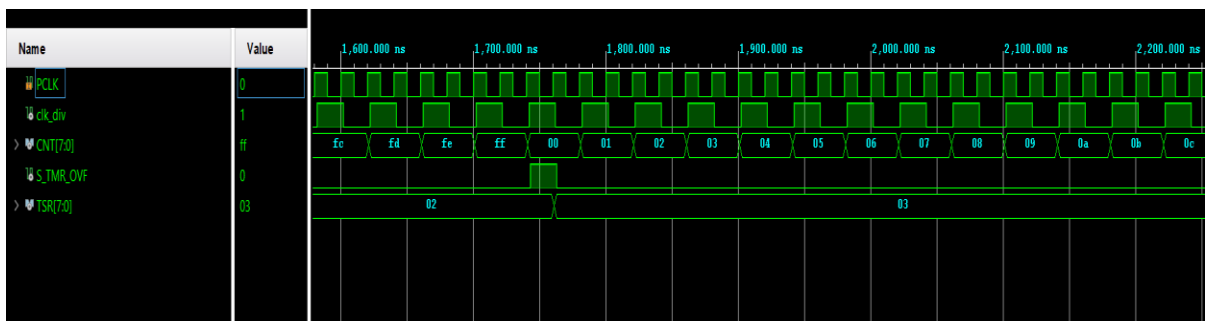 Name Value 1,600.000 ns 1,700.000 ns 1,800.000 ns 1,900.000 ns 2,000.000 ns 2,100.000 ns 2,200.000 ns
PCLK 0
clk_div 1
CNT[7:0] ff fc fd fe ff 00 01 02 03 04 05 06 07 08 09 0a 0b 0c
S_TMR_OVF 0
TSR[7:0] 03 02 03